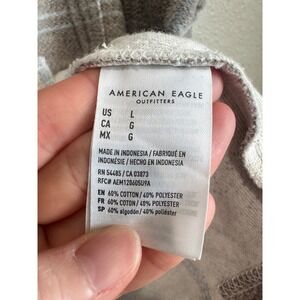 AMERICAN EAGLE
OUTFITTERS
US L
CA G
MX G
MADE IN INDONESIA / FABRIQUÉ EN
INDONÉSIE / HECHO EN INDONESIA
RN 54485 / CA 03873
RFC# AEM128605U9A
EN 60% COTTON / 40% POLYESTER
FR 60% COTON / 40% POLYESTER
SP 60% algodón / 40% poliéster